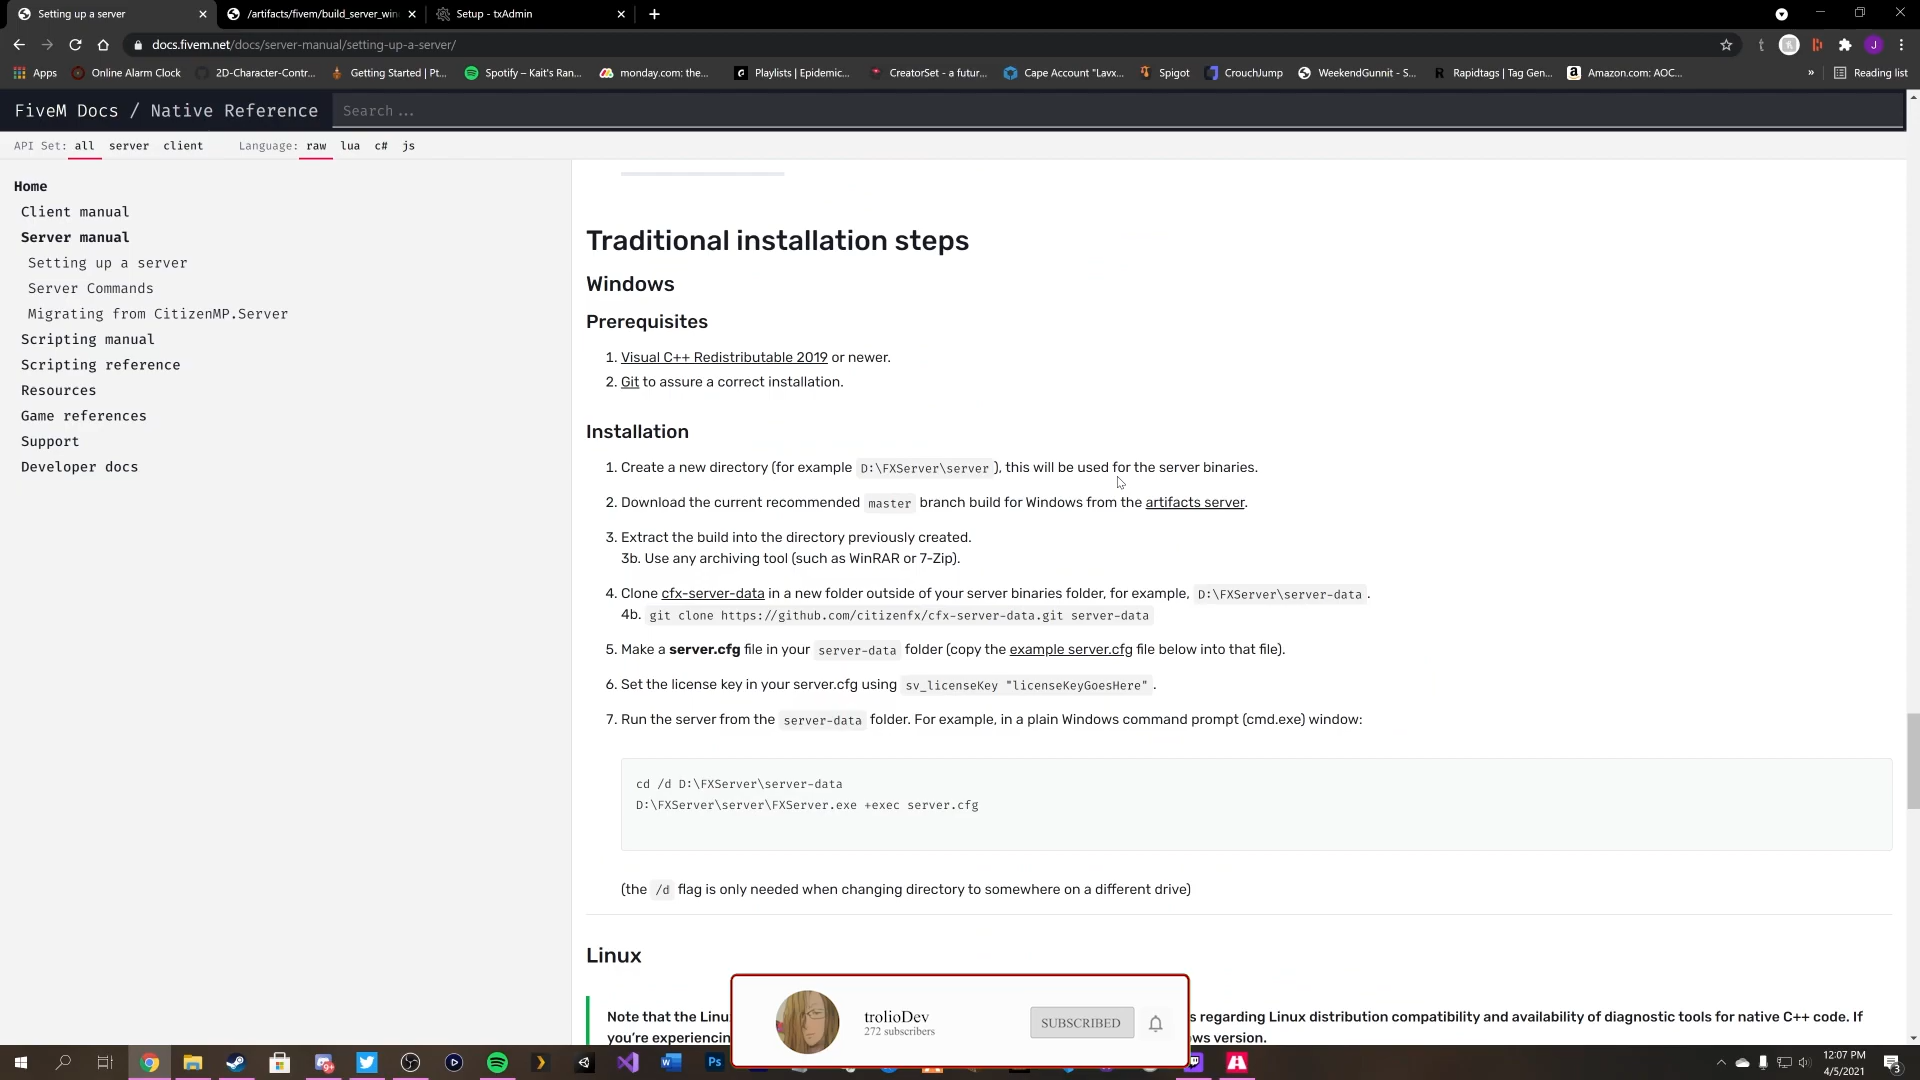 Setting up a server
/artifacts/fivem/build_server_win
Setup - txAdmin
docs.fivem.net/docs/server-manual/setting-up-a-server/
Apps
Online Alarm Clock
2D-Character-Contr...
Getting Started | Pt...
Spotify – Kait's Ran...
monday.com: the...
Playlists | Epidemic...
CreatorSet - a futur...
Cape Account "Lavx...
Spigot
CrouchJump
WeekendGunnit - S...
Rapidtags | Tag Gen...
Amazon.com: AOC...
»
Reading list
FiveM Docs / Native Reference
Search ...
API Set: all server client Language: raw lua c# js
Home
Client manual
Server manual
Setting up a server
Server Commands
Migrating from CitizenMP.Server
Scripting manual
Scripting reference
Resources
Game references
Support
Developer docs
Traditional installation steps
Windows
Prerequisites
1. Visual C++ Redistributable 2019 or newer.
2. Git to assure a correct installation.
Installation
1. Create a new directory (for example D:\FXServer\server ), this will be used for the server binaries.
2. Download the current recommended master branch build for Windows from the artifacts server.
3. Extract the build into the directory previously created.
3b. Use any archiving tool (such as WinRAR or 7-Zip).
4. Clone cfx-server-data in a new folder outside of your server binaries folder, for example, D:\FXServer\server-data .
4b. git clone https://github.com/citizenfx/cfx-server-data.git server-data
5. Make a server.cfg file in your server-data folder (copy the example server.cfg file below into that file).
6. Set the license key in your server.cfg using sv_licenseKey "licenseKeyGoesHere" .
7. Run the server from the server-data folder. For example, in a plain Windows command prompt (cmd.exe) window:
cd /d D:\FXServer\server-data
D:\FXServer\server\FXServer.exe +exec server.cfg
(the /d flag is only needed when changing directory to somewhere on a different drive)
Linux
Note that the Linu
s regarding Linux distribution compatibility and availability of diagnostic tools for native C++ code. If
you're experiencin
ws version.
trolioDev
272 subscribers
SUBSCRIBED
12:07 PM
4/5/2021